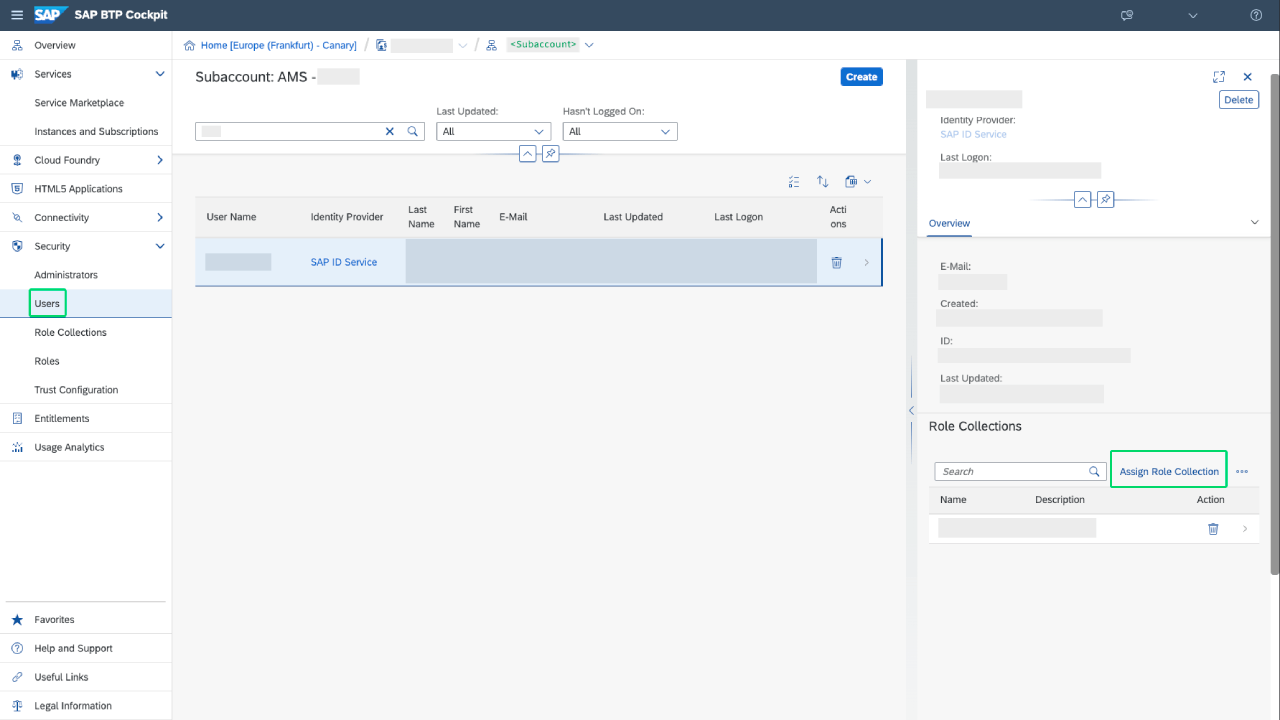 SAP SAP BTP Cockpit
Overview
Services
Service Marketplace
Instances and Subscriptions
Cloud Foundry
HTML5 Applications
Connectivity
Security
Administrators
Users
Role Collections
Roles
Trust Configuration
Entitlements
Usage Analytics
Favorites
Help and Support
Useful Links
Legal Information
Home [Europe (Frankfurt) - Canary] / / <Subaccount>
Subaccount: AMS -
Create
Last Updated: Hasn't Logged On:
All All
User Name Identity Provider Last Name First Name E-Mail Last Updated Last Logon Acti ons
SAP ID Service
Delete
Identity Provider:
SAP ID Service
Last Logon:
Overview
E-Mail:
Created:
ID:
Last Updated:
Role Collections
Search Assign Role Collection
Name Description Action